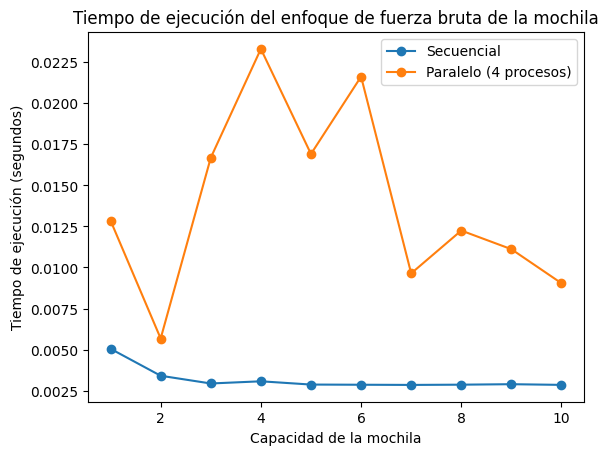 Tiempo de ejecución del enfoque de fuerza bruta de la mochila
Secuencial
Paralelo (4 procesos)
Tiempo de ejecución (segundos)
0.0225
0.0200
0.0175
0.0150
0.0125
0.0100
0.0075
0.0050
0.0025
2
4
6
8
10
Capacidad de la mochila